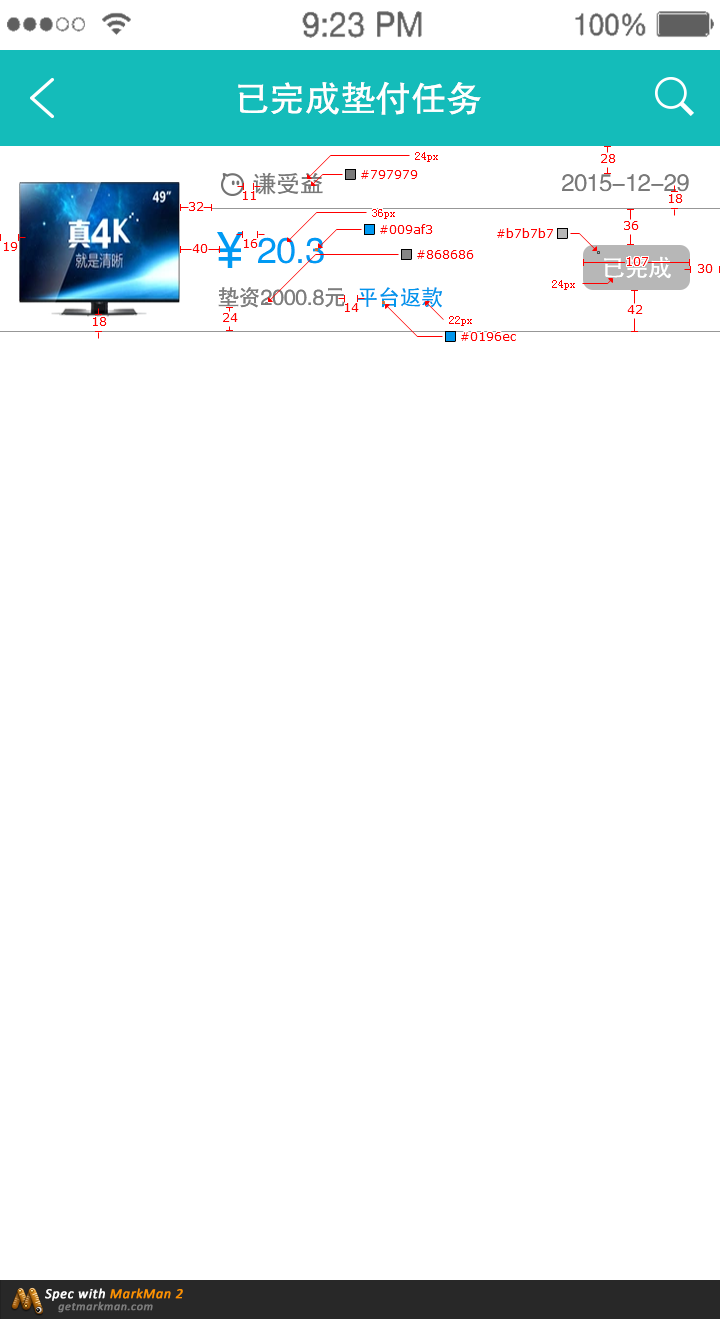 9:23 PM
100%
已完成垫付任务
24px
28
谦受益
#797979
2015-12-29
11
18
49"
32
36px
36
#009af3
#b7b7b7
真4K
19
16
40
¥ 20.3
#868686
就是清晰
107
已完成
30
24px
垫资2000.8元
14
平台返款
42
24
18
22px
#0196ec
Spec with MarkMan 2
getmarkman.com